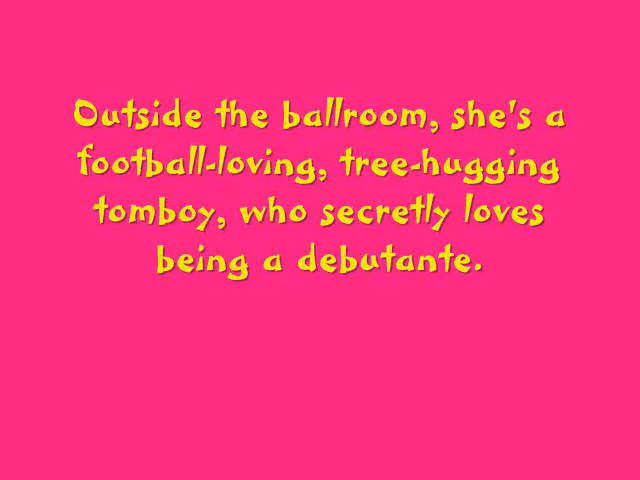 Outside the ballroom, she's a
football-loving, tree-hugging
tomboy, who secretly loves
being a debutante.